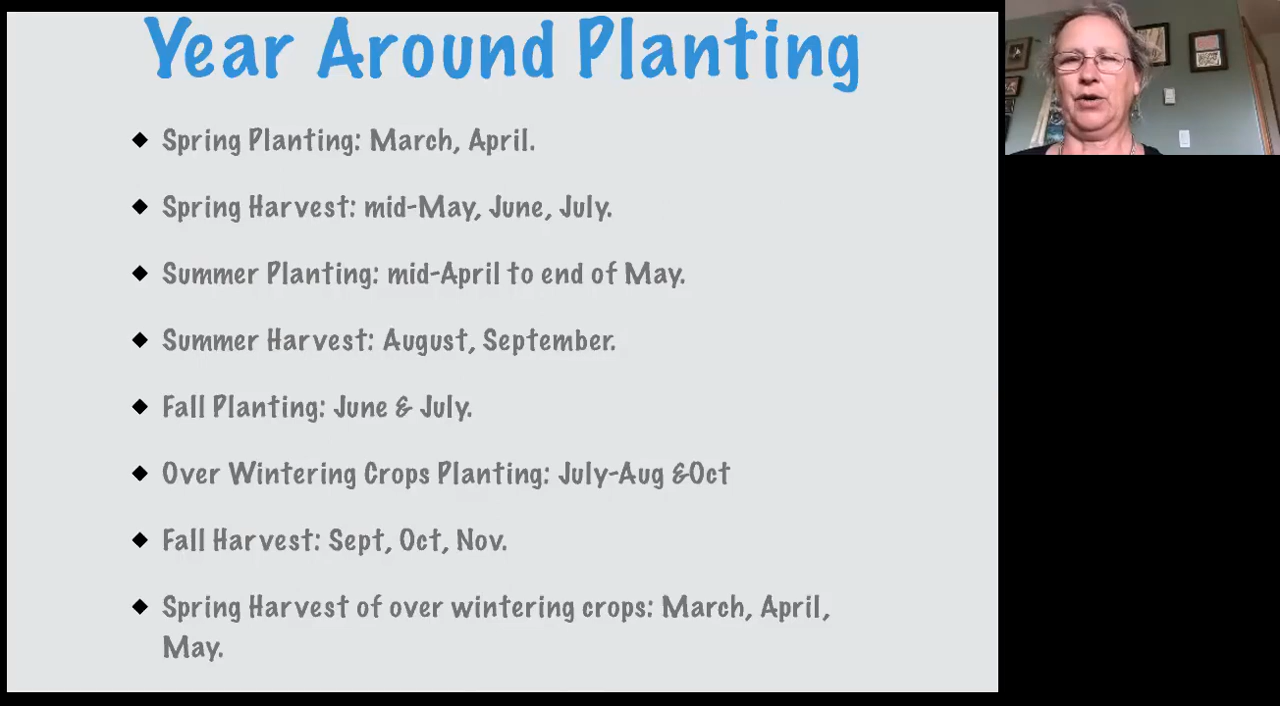 Year Around Planting
◆ Spring Planting: March, April.
◆ Spring Harvest: mid-May, June, July.
◆ Summer Planting: mid-April to end of May.
◆ Summer Harvest: August, September.
◆ Fall Planting: June & July.
◆ Over Wintering Crops Planting: July-Aug &Oct
◆ Fall Harvest: Sept, Oct, Nov.
◆ Spring Harvest of over wintering crops: March, April,
May.